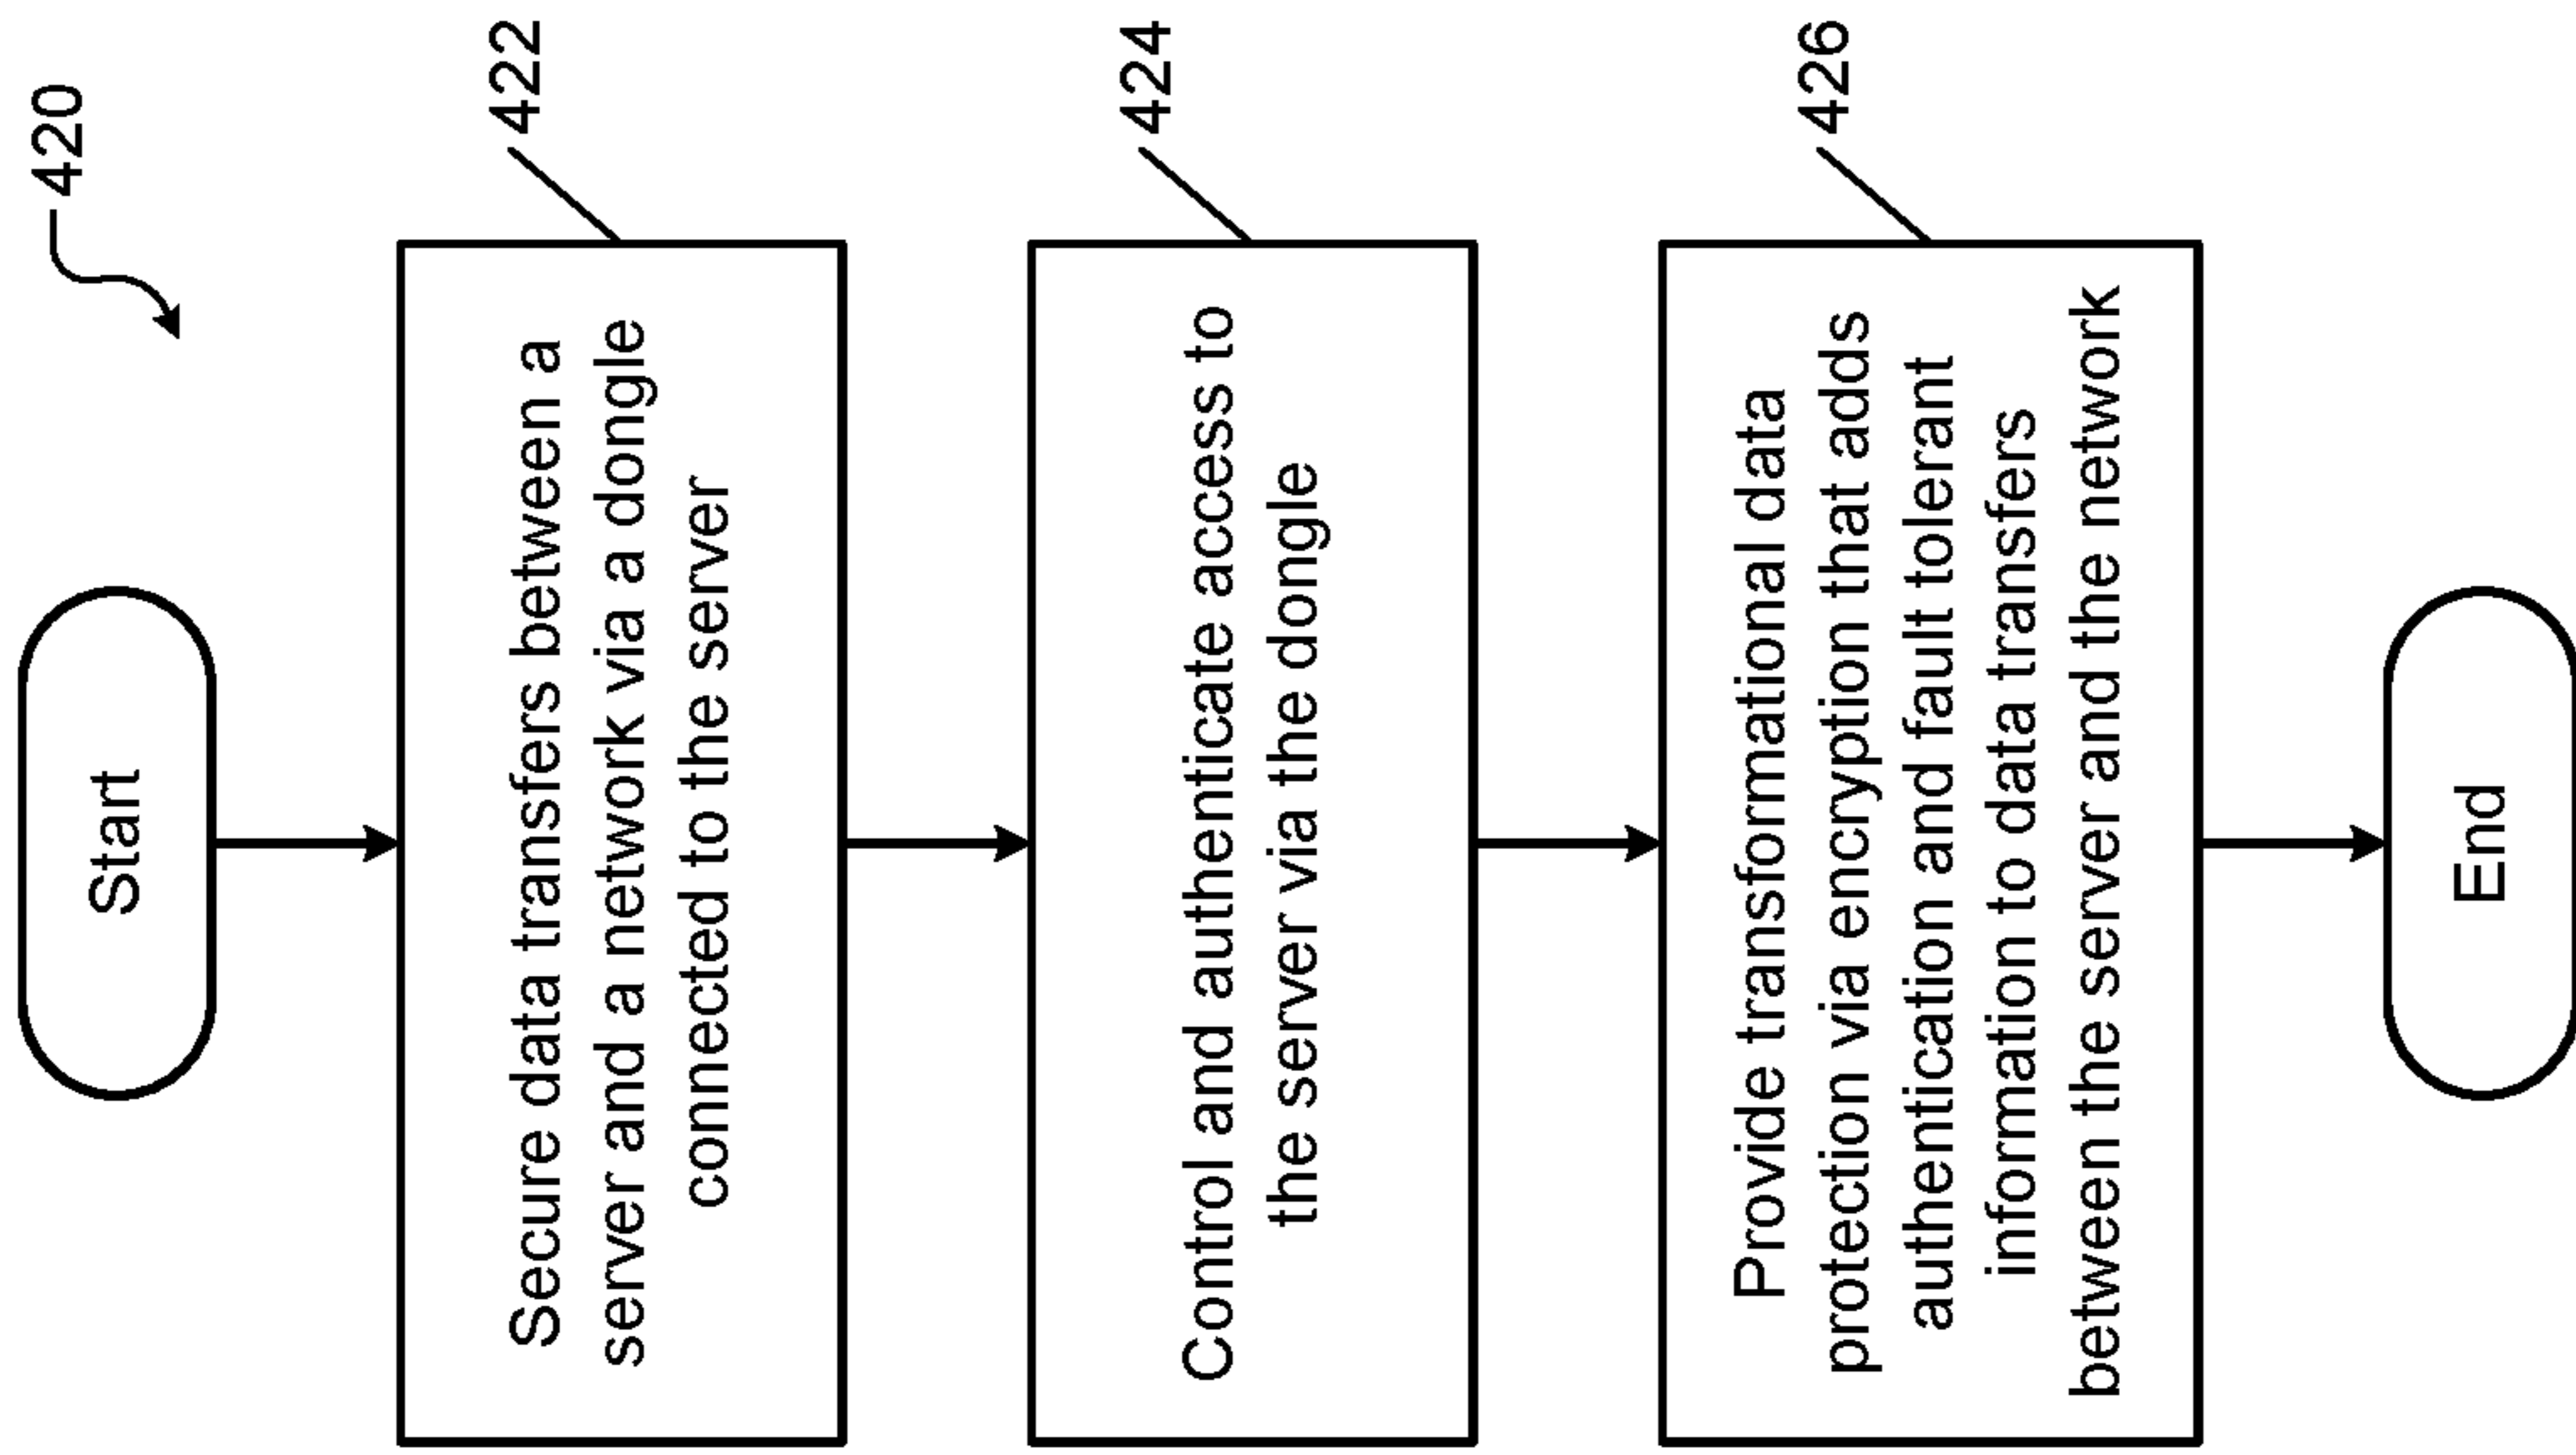 420
Start
422
Secure data transfers between a
server and a network via a dongle
connected to the server
424
Control and authenticate access to
the server via the dongle
426
Provide transformational data
protection via encryption that adds
authentication and fault tolerant
information to data transfers
between the server and the network
End